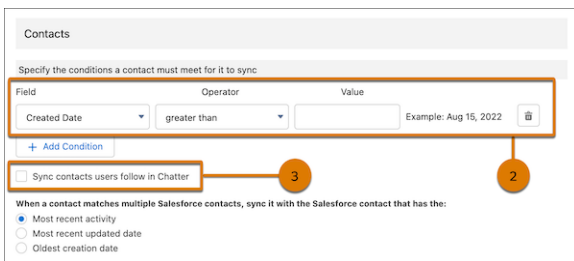 Contacts
Specify the conditions a contact must meet for it to sync
Field Operator Value
Created Date greater than Example: Aug 15, 2022
+ Add Condition
Sync contacts users follow in Chatter 3 2
When a contact matches multiple Salesforce contacts, sync it with the Salesforce contact that has the:
Most recent activity
Most recent updated date
Oldest creation date